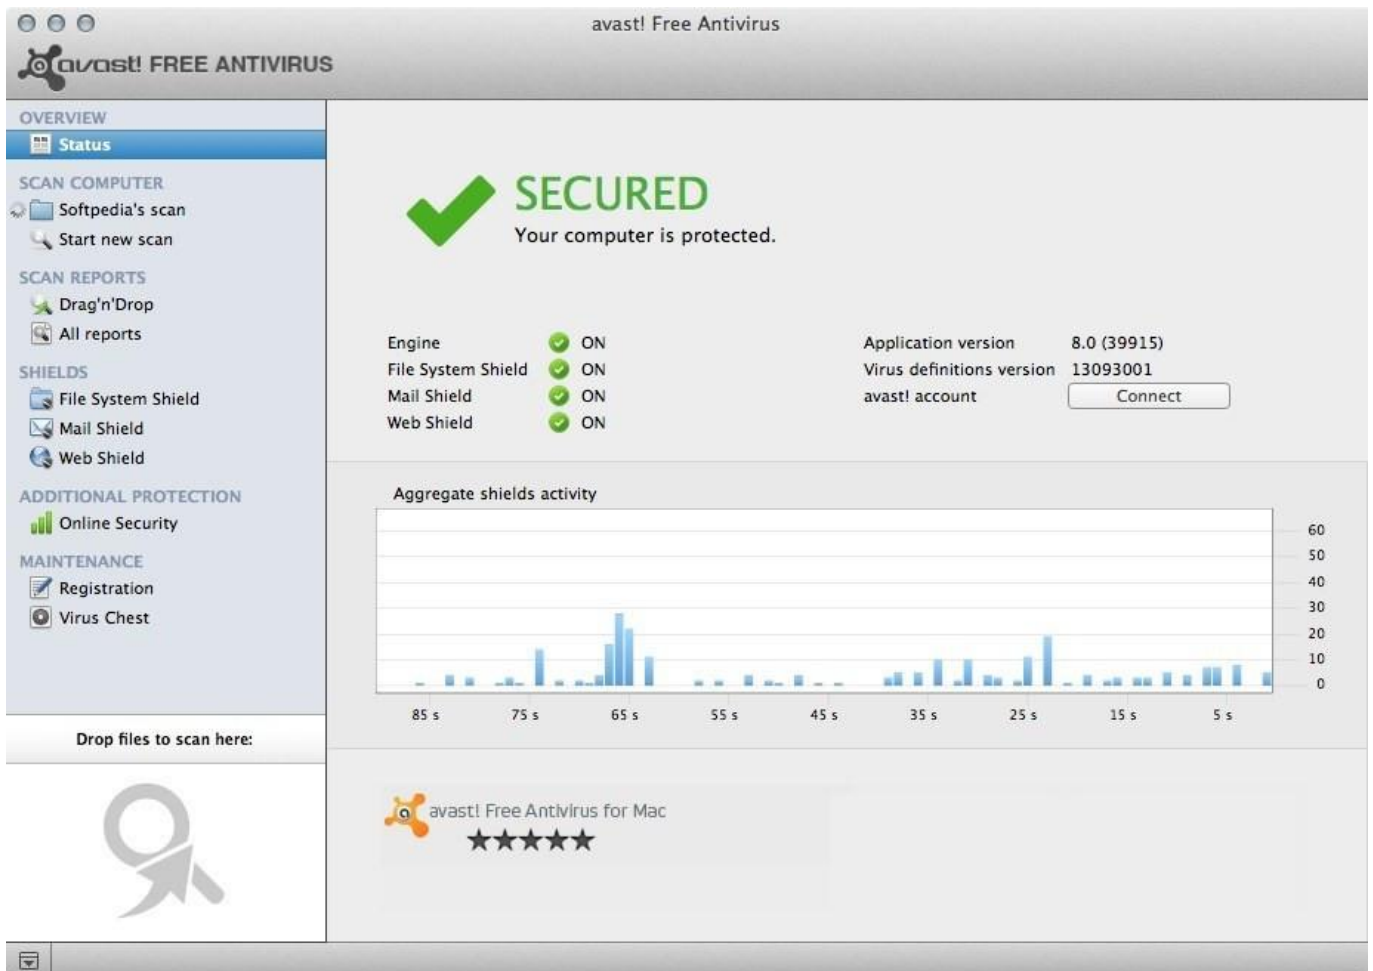 avast! Free Antivirus
avast! FREE ANTIVIRUS
OVERVIEW
Status
SCAN COMPUTER
Softpedia's scan
Start new scan
SCAN REPORTS
Drag'n'Drop
All reports
SHIELDS
File System Shield
Mail Shield
Web Shield
ADDITIONAL PROTECTION
Online Security
MAINTENANCE
Registration
Virus Chest
Drop files to scan here:
SECURED
Your computer is protected.
Engine ON
File System Shield ON
Mail Shield ON
Web Shield ON
Application version 8.0 (39915)
Virus definitions version 13093001
avast! account Connect
Aggregate shields activity
60
50
40
30
20
10
0
85 s 75 s 65 s 55 s 45 s 35 s 25 s 15 s 5 s
avast! Free Antivirus for Mac